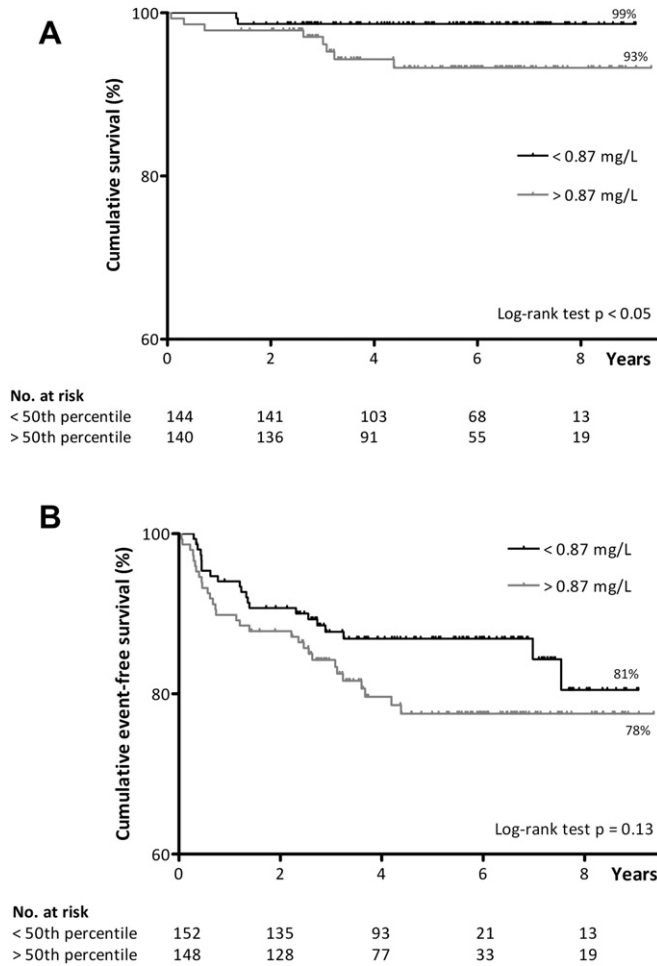 A
100
80
60
Cumulative survival (%)
99%
93%
< 0.87 mg/L
> 0.87 mg/L
Log-rank test p < 0.05
0 2 4 6 8 Years
No. at risk
< 50th percentile 144 141 103 68 13
> 50th percentile 140 136 91 55 19
B
100
80
60
Cumulative event-free survival (%)
< 0.87 mg/L
> 0.87 mg/L
81%
78%
Log-rank test p = 0.13
0 2 4 6 8 Years
No. at risk
< 50th percentile 152 135 93 21 13
> 50th percentile 148 128 77 33 19